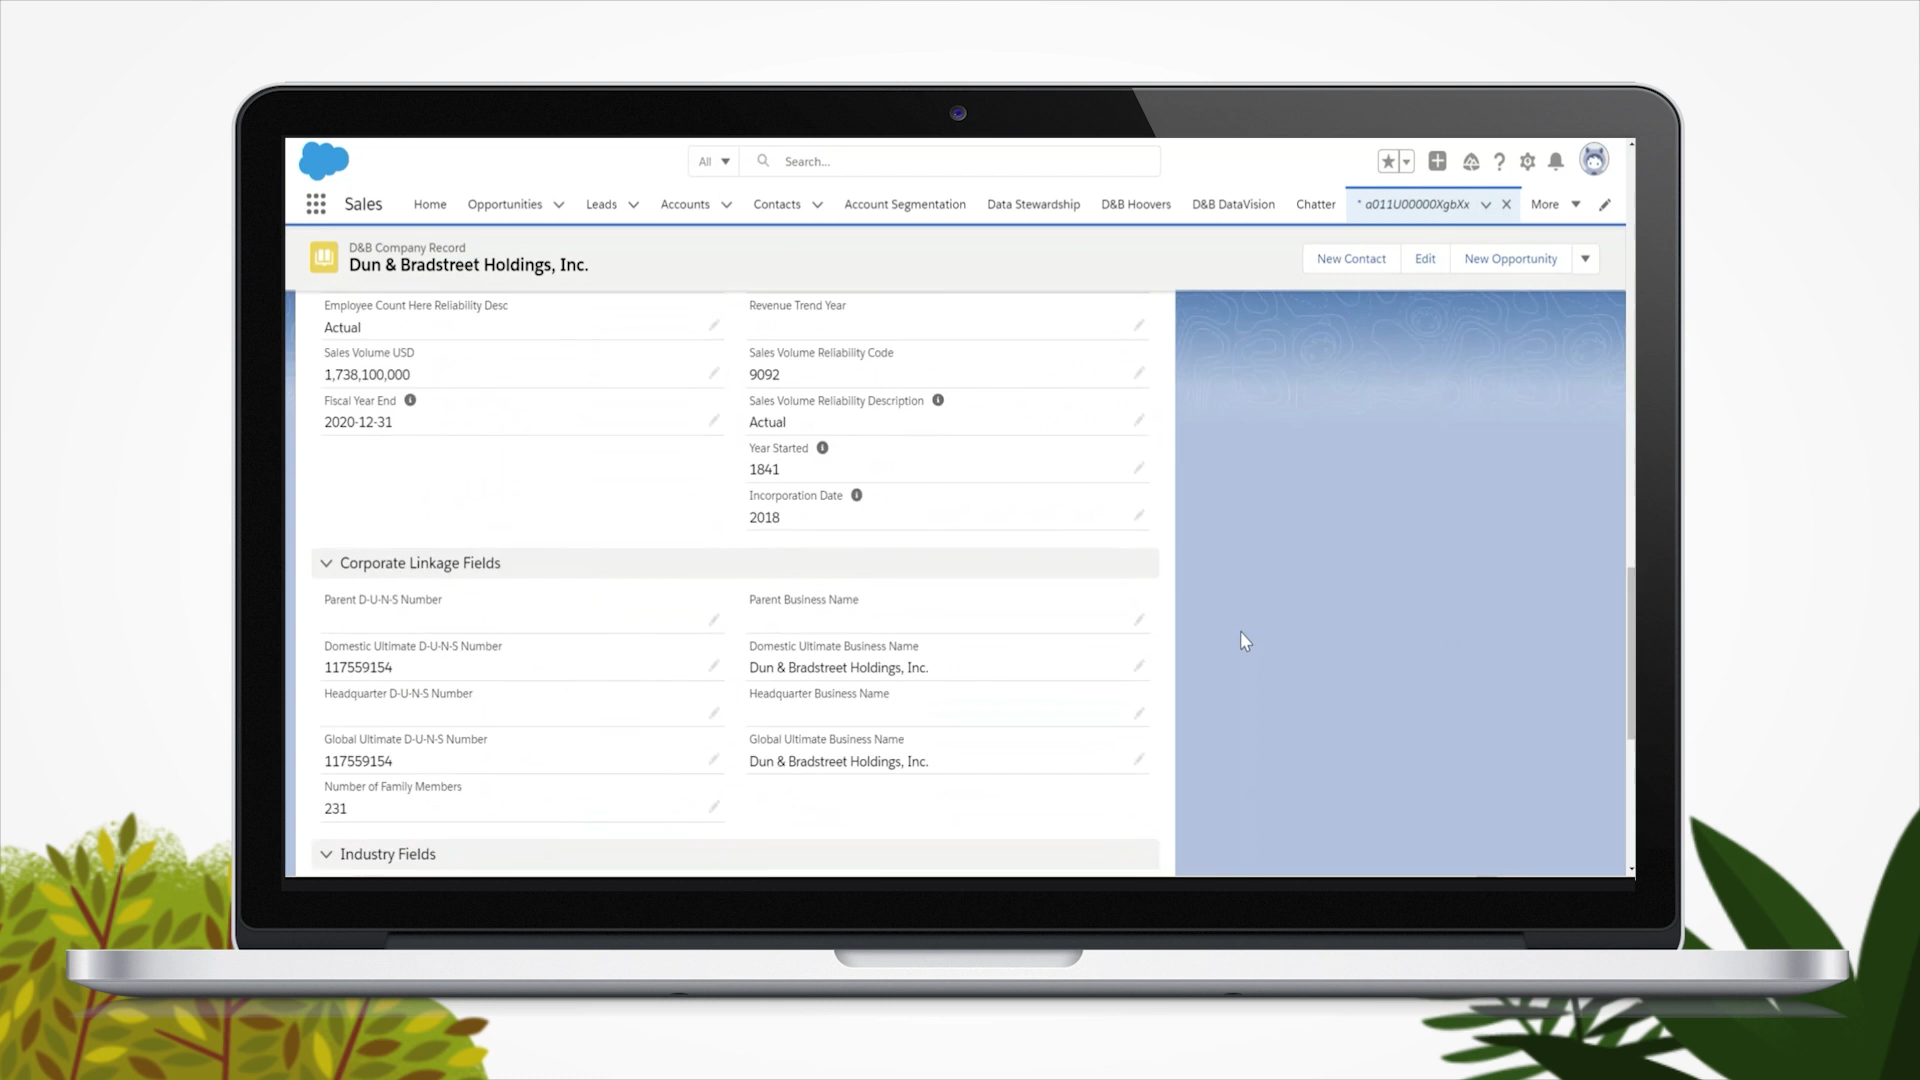 All
Search...
Sales
Home
Opportunities
Leads
Accounts
Contacts
Account Segmentation
Data Stewardship
D&B Hoovers
D&B DataVision
Chatter
* a011U00000XgbXx
More
D&B Company Record
Dun & Bradstreet Holdings, Inc.
New Contact
Edit
New Opportunity
Employee Count Here Reliability Desc
Actual
Revenue Trend Year
Sales Volume USD
1,738,100,000
Sales Volume Reliability Code
9092
Fiscal Year End
2020-12-31
Sales Volume Reliability Description
Actual
Year Started
1841
Incorporation Date
2018
Corporate Linkage Fields
Parent D-U-N-S Number
Parent Business Name
Domestic Ultimate D-U-N-S Number
117559154
Domestic Ultimate Business Name
Dun & Bradstreet Holdings, Inc.
Headquarter D-U-N-S Number
Headquarter Business Name
Global Ultimate D-U-N-S Number
117559154
Global Ultimate Business Name
Dun & Bradstreet Holdings, Inc.
Number of Family Members
231
Industry Fields